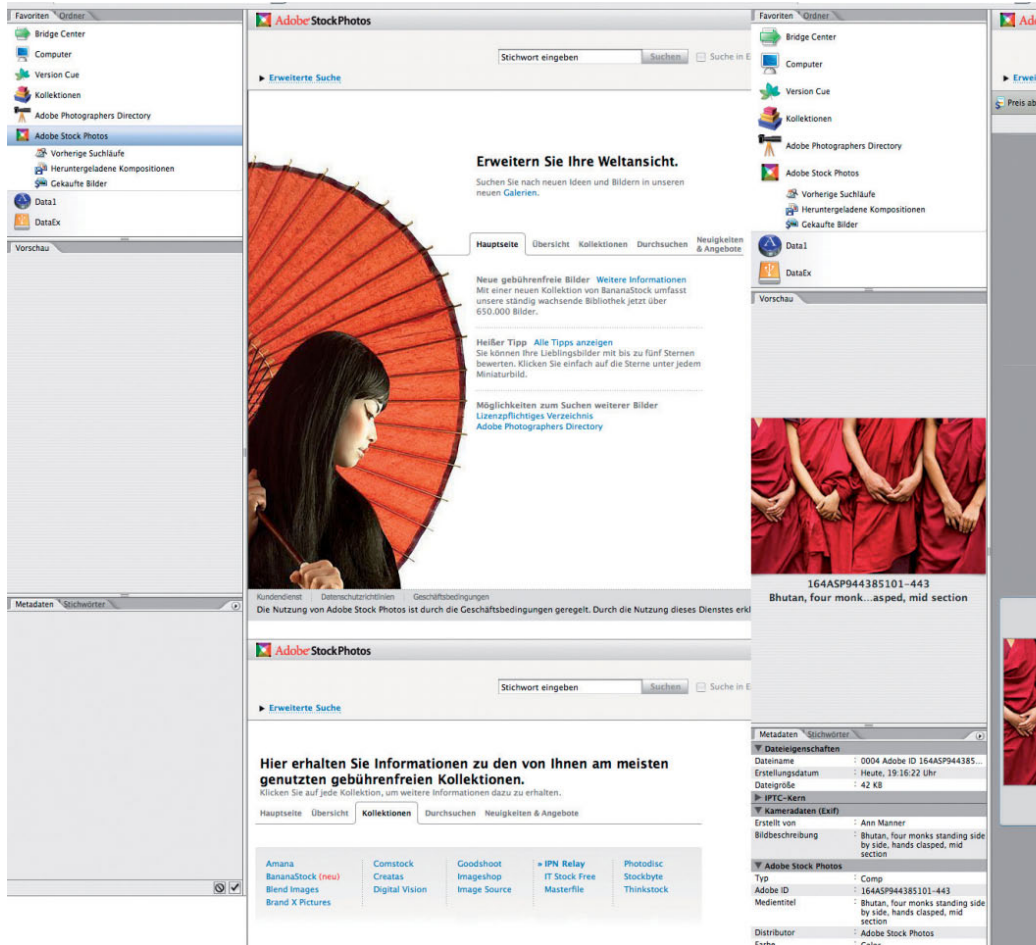 Favoriten Ordner
Bridge Center
Computer
Version Cue
Kollektionen
Adobe Photographers Directory
Adobe Stock Photos
Vorherige Suchläufe
Heruntergeladene Kompositionen
Gekaufte Bilder
Data1
DataEx
Vorschau
Metadaten Stichwörter
Adobe StockPhotos
Stichwort eingeben Suchen Suche in E
Erweiterte Suche
Erweitern Sie Ihre Weltansicht.
Suchen Sie nach neuen Ideen und Bildern in unseren
neuen Galerien.
Hauptseite Übersicht Kollektionen Durchsuchen Neuigkeiten
& Angebote
Neue gebührenfreie Bilder Weitere Informationen
Mit einer neuen Kollektion von BananaStock umfasst
unsere ständig wachsende Bibliothek jetzt über
650.000 Bilder.
Heißer Tipp Alle Tipps anzeigen
Sie können Ihre Lieblingsbilder mit bis zu fünf Sternen
bewerten. Klicken Sie einfach auf die Sterne unter jedem
Miniaturbild.
Möglichkeiten zum Suchen weiterer Bilder
Lizenzpflichtiges Verzeichnis
Adobe Photographers Directory
Kundendienst Datenschutzrichtlinien Geschäftsbedingungen
Die Nutzung von Adobe Stock Photos ist durch die Geschäftsbedingungen geregelt. Durch die Nutzung dieses Dienstes erkl
Adobe StockPhotos
Stichwort eingeben Suchen Suche in E
Erweiterte Suche
Hier erhalten Sie Informationen zu den von Ihnen am meisten
genutzten gebührenfreien Kollektionen.
Klicken Sie auf jede Kollektion, um weitere Informationen dazu zu erhalten.
Hauptseite Übersicht Kollektionen Durchsuchen Neuigkeiten & Angebote
Amana Comstock Goodshoot » IPN Relay Photodisc
BananaStock (neu) Creatas Imageshop IT Stock Free Stockbyte
Blend Images Digital Vision Image Source Masterfile Thinkstock
Brand X Pictures
Favoriten Ordner
Bridge Center
Computer
Version Cue
Kollektionen
Adobe Photographers Directory
Adobe Stock Photos
Vorherige Suchläufe
Heruntergeladene Kompositionen
Gekaufte Bilder
Data1
DataEx
Vorschau
164ASP944385101-443
Bhutan, four monk...asped, mid section
Metadaten Stichwörter
Dateieigenschaften
Dateiname : 0004 Adobe ID 164ASP944385...
Erstellungsdatum : Heute, 19:16:22 Uhr
Dateigröße : 42 KB
IPTC-Kern
Kameradaten (Exif)
Erstellt von : Ann Manner
Bildbeschreibung : Bhutan, four monks standing side
by side, hands clasped, mid
section
Adobe Stock Photos
Typ : Comp
Adobe ID : 164ASP944385101-443
Medientitel : Bhutan, four monks standing side
by side, hands clasped, mid
section
Distributor : Adobe Stock Photos
Farbe : Color
Ado
Erwei
Preis ab